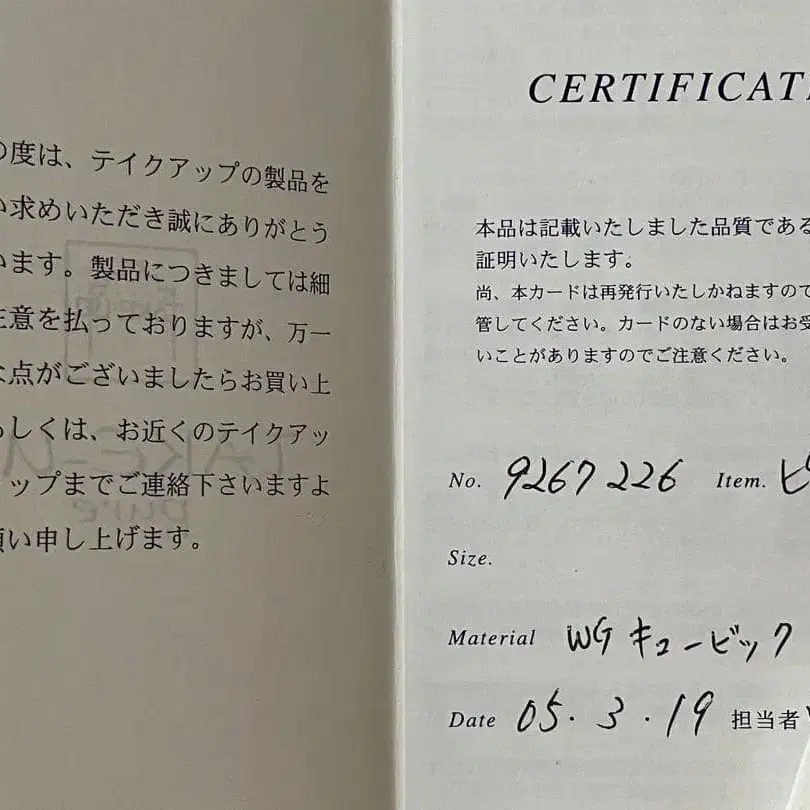 の度は、テイクアップの製品を
い求めいただき誠にありがとう
います。製品につきましては細
注意を払っておりますが、万一
な点がございましたらお買い上
もしくは、お近くのテイクアッ
ョップまでご連絡下さいますよ
願い申し上げます。
CERTIFICAT
本品は記載いたしました品質である
証明いたします。
尚、本カードは再発行いたしかねますので
管してください。カードのない場合はお受
いことがありますのでご注意ください。
No. 9267226 Item. ピ
Size.
Material WG キュービック
Date 05.3.19 担当者